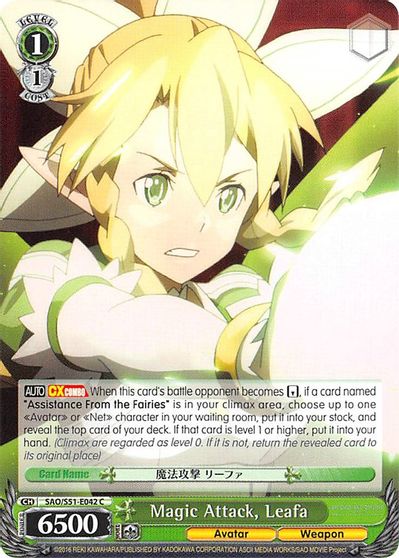 LEVEL
1
1
COST
AUTO CXCOMBO When this card's battle opponent becomes [▼], if a card named
"Assistance From the Fairies" is in your climax area, choose up to one
«Avatar» or «Net» character in your waiting room, put it into your stock, and
reveal the top card of your deck. If that card is level 1 or higher, put it into your
hand. (Climax are regarded as level 0. If it is not, return the revealed card to
its original place)
Card Name 魔法攻撃 リーファ
CH SAO/S51-E042 C
POWER 6500
Magic Attack, Leafa
Avatar Weapon
©2016 REKI KAWAHARA/PUBLISHED BY KADOKAWA CORPORATION ASCII MEDIA WORKS/SAO MOVIE Project